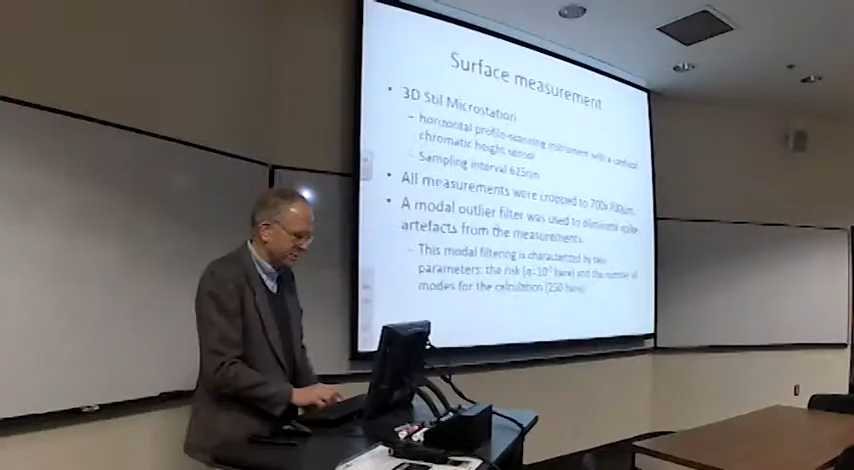 Surface measurement
• 3D Stil Microstation
– horizontal profile-scanning instrument with a confocal
chromatic height sensor
– Sampling interval 625nm
• All measurements were cropped to 700x700µm.
• A modal outlier filter was used to eliminate spike
artefacts from the measurements.
– This modal filtering is characterized by two
parameters: the risk (α=10 here) and the number of
modes for the calculation (250 here)